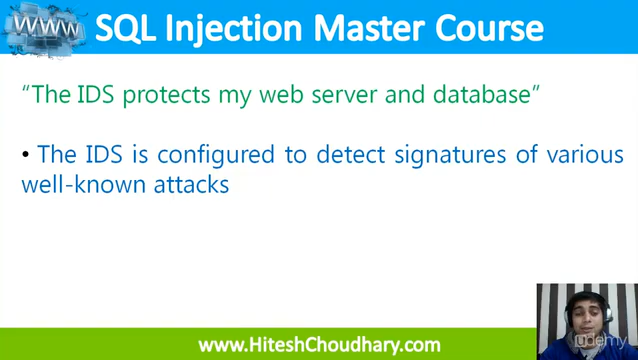 WWW
SQL Injection Master Course
“The IDS protects my web server and database”
• The IDS is configured to detect signatures of various
well-known attacks
udemy
www.HiteshChoudhary.com